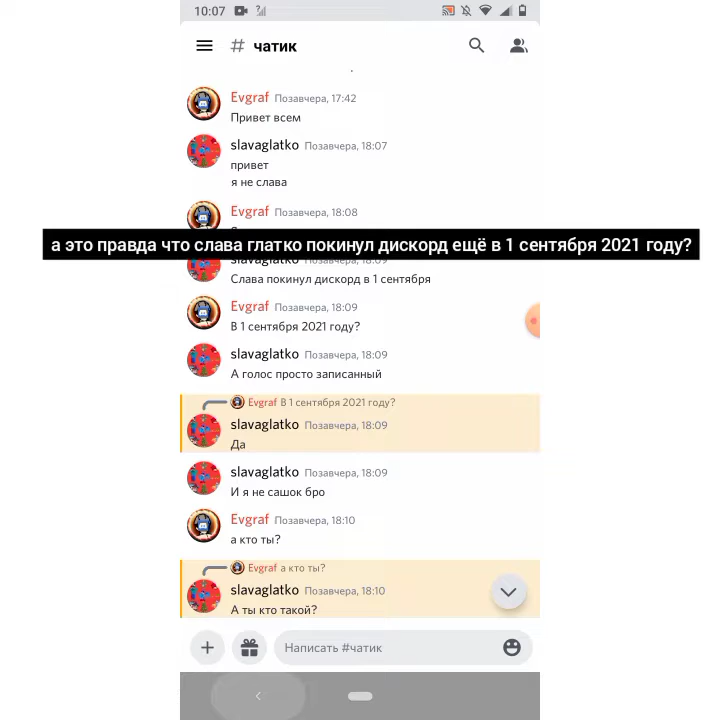 10:07
# чатик
Evgraf Позавчера, 17:42
Привет всем
slavaglatko Позавчера, 18:07
привет
я не слава
Evgraf Позавчера, 18:08
а это правда что слава глатко покинул дискорд ещё в 1 сентября 2021 году?
slavaglatko Позавчера, 18:09
Слава покинул дискорд в 1 сентября
Evgraf Позавчера, 18:09
В 1 сентября 2021 году?
slavaglatko Позавчера, 18:09
А голос просто записанный
Evgraf В 1 сентября 2021 году?
slavaglatko Позавчера, 18:09
Да
slavaglatko Позавчера, 18:09
И я не сашок бро
Evgraf Позавчера, 18:10
а кто ты?
Evgraf а кто ты?
slavaglatko Позавчера, 18:10
А ты кто такой?
Написать #чатик